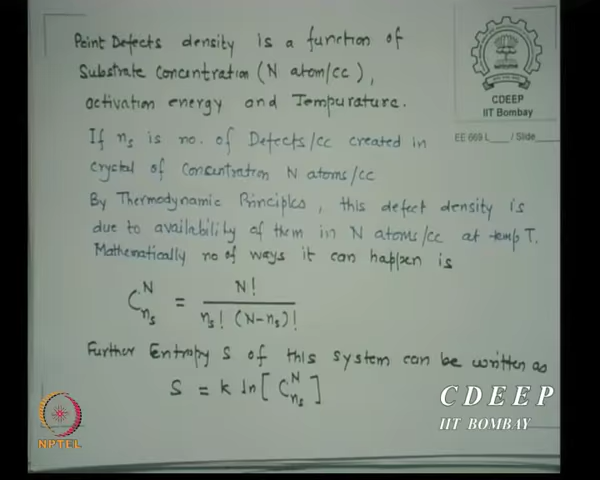 Point Defects density is a function of
Substrate Concentration (N atom/cc),
activation energy and Tempurature.
If ns is no. of Defects/cc created in
crystal of Concentration N atoms/cc
By Thermodynamic Principles, this defect density is
due to availability of them in N atoms/cc at temp T.
Mathematically no of ways it can happen is
C^N_ns = N! / ns! (N-ns)!
Further Entropy S of this system can be written as
S = k ln [ C^N_ns ]
CDEEP
IIT Bombay
EE 669 L____ / Slide____
NPTEL
CDEEP
IIT BOMBAY